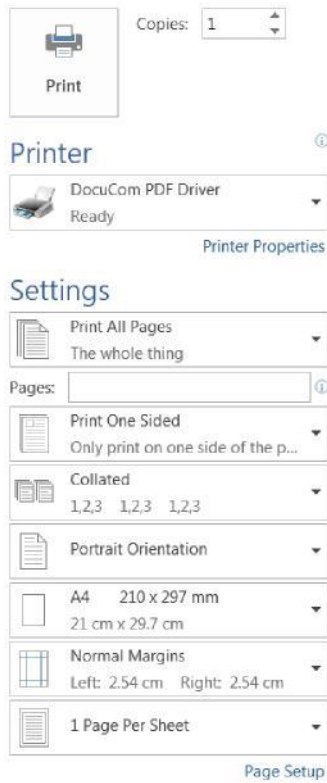 Copies: 1
Print
Printer
DocuCom PDF Driver
Ready
Printer Properties
Settings
Print All Pages
The whole thing
Pages:
Print One Sided
Only print on one side of the p...
Collated
1,2,3 1,2,3 1,2,3
Portrait Orientation
A4 210 x 297 mm
21 cm x 29.7 cm
Normal Margins
Left: 2.54 cm Right: 2.54 cm
1 Page Per Sheet
Page Setup